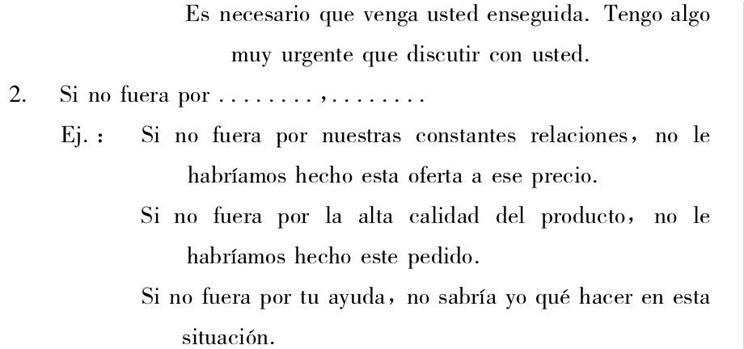 Es necesario que venga usted enseguida. Tengo algo
muy urgente que discutir con usted.
2. Si no fuera por ........,........
Ej.: Si no fuera por nuestras constantes relaciones, no le
habríamos hecho esta oferta a ese precio.
Si no fuera por la alta calidad del producto, no le
habríamos hecho este pedido.
Si no fuera por tu ayuda, no sabría yo qué hacer en esta
situación.